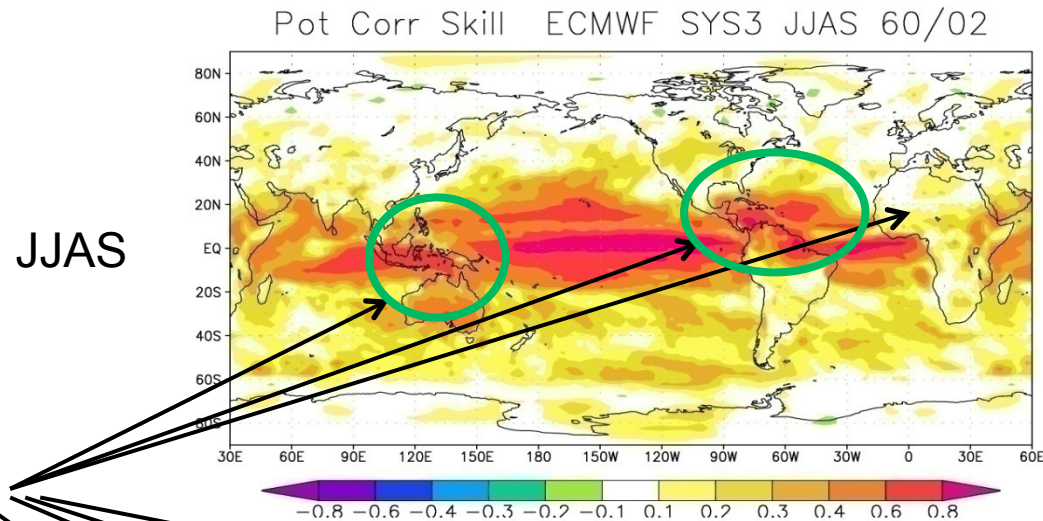 Pot Corr Skill ECMWF SYS3 JJAS 60/02
JJAS
80N
60N
40N
20N
EQ
20S
40S
60S
30E 60E 90E 120E 150E 180 150W 120W 90W 60W 30W 0 30E 60E
-0.8 -0.6 -0.4 -0.3 -0.2 -0.1 0.1 0.2 0.3 0.4 0.6 0.8